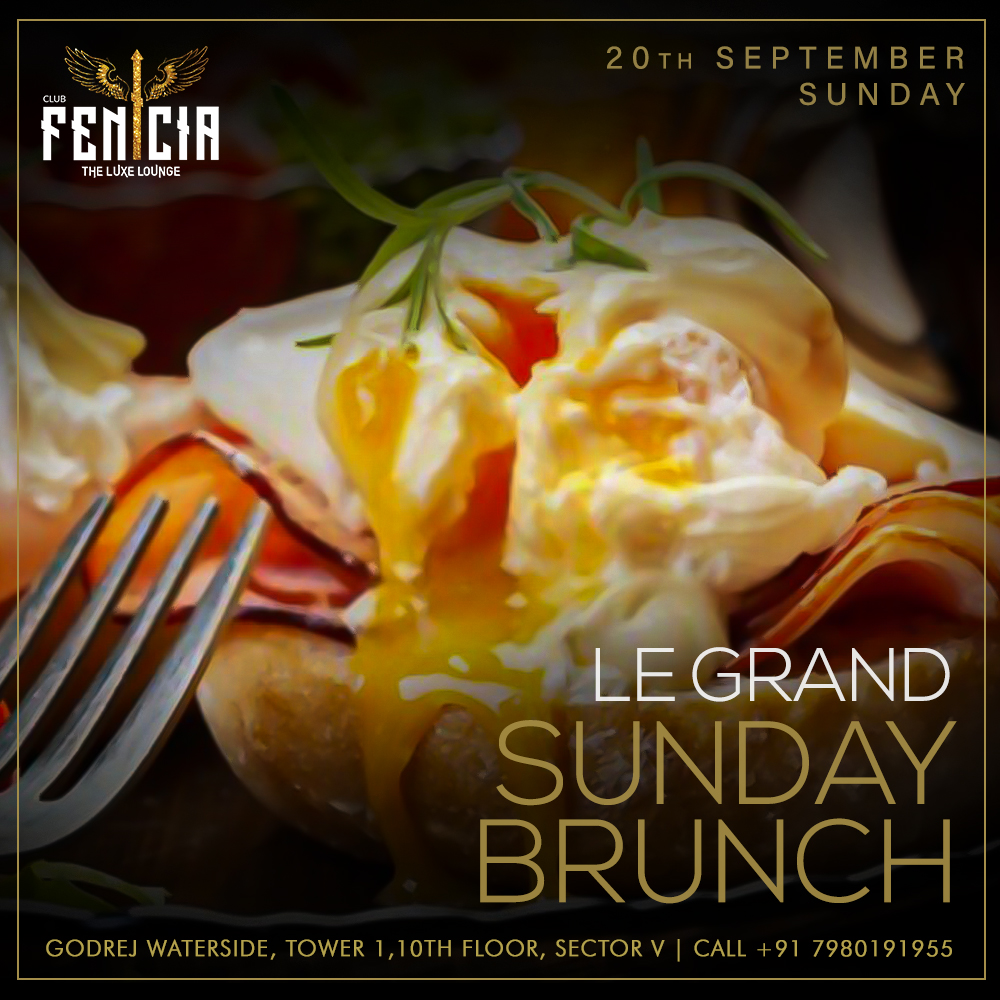 CLUB
FENICIA
THE LUXE LOUNGE
20TH SEPTEMBER
SUNDAY
LE GRAND
SUNDAY
BRUNCH
GODREJ WATERSIDE, TOWER 1,10TH FLOOR, SECTOR V | CALL +91 7980191955